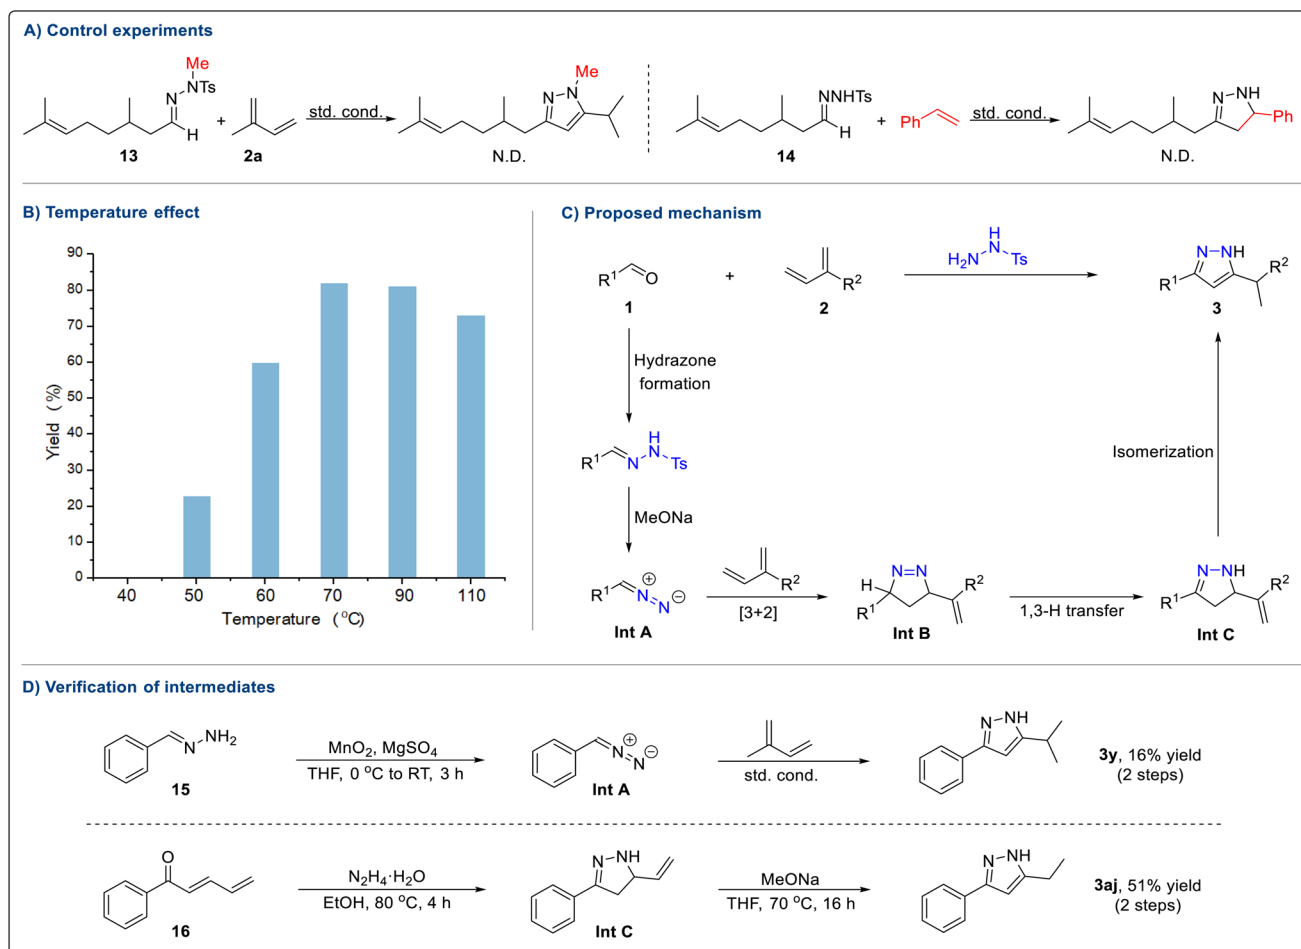 A) Control experiments
Me
N
NTs
H
13
+
2a
std. cond.
Me
N
N
N.D.
NNHTs
H
14
+
Ph
std. cond.
N
NH
Ph
N.D.
B) Temperature effect
Yield (%)
90
80
70
60
50
40
30
20
10
0
40 50 60 70 90 110
Temperature (°C)
C) Proposed mechanism
R1
O
1
+
R2
2
H
H2N
N
Ts
N
NH
R1
R2
3
Hydrazone
formation
R1
N
H
N
Ts
MeONa
R1
N
⊕
N
⊖
Int A
R2
[3+2]
N=N
H
R1
R2
Int B
1,3-H transfer
N
NH
R1
R2
Int C
Isomerization
D) Verification of intermediates
N
NH2
15
MnO2, MgSO4
THF, 0 °C to RT, 3 h
N
⊕
N
⊖
Int A
std. cond.
N
NH
3y, 16% yield
(2 steps)
O
16
N2H4·H2O
EtOH, 80 °C, 4 h
N
NH
Int C
MeONa
THF, 70 °C, 16 h
N
NH
3aj, 51% yield
(2 steps)